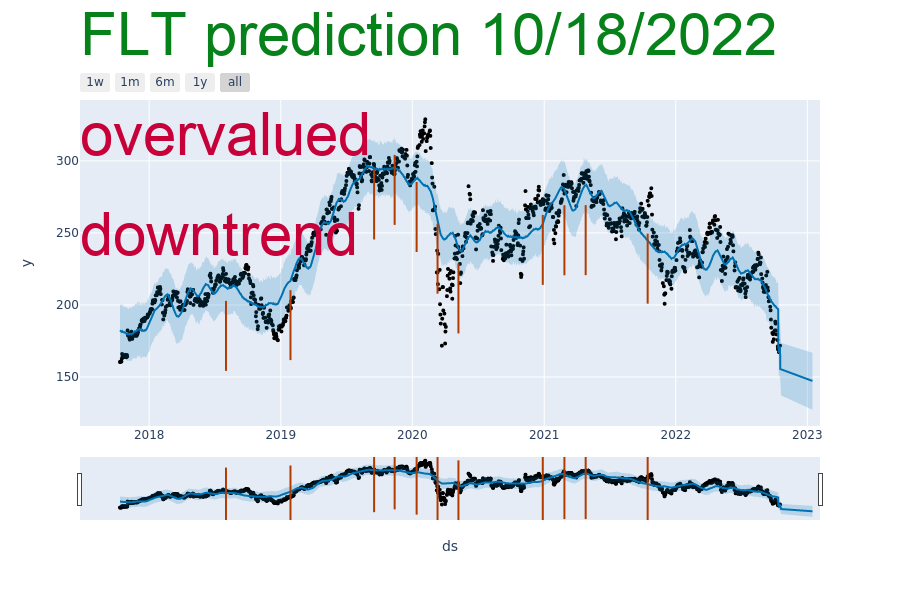 FLT prediction 10/18/2022
1w 1m 6m 1y all
overvalued
300
downtrend
250
y
200
150
2018 2019 2020 2021 2022 2023
ds